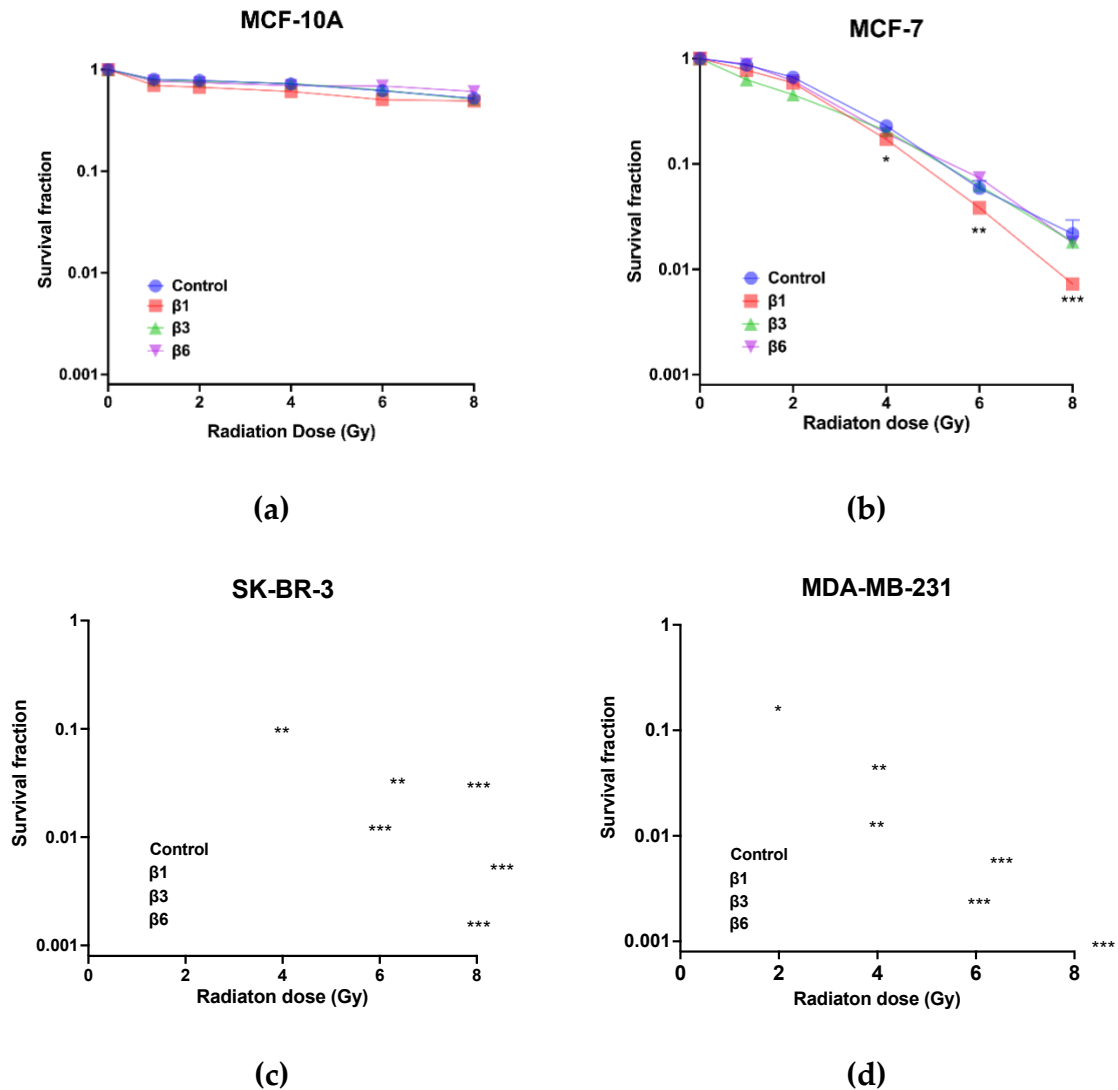 MCF-10A
Survival fraction
1
0.1
0.01
0.001
Control
β1
β3
β6
0 2 4 6 8
Radiation Dose (Gy)
(a)
MCF-7
Survival fraction
1
0.1
0.01
0.001
*
**
***
Control
β1
β3
β6
0 2 4 6 8
Radiaton dose (Gy)
(b)
SK-BR-3
Survival fraction
1
0.1
0.01
0.001
**
**
***
***
***
***
Control
β1
β3
β6
0 2 4 6 8
Radiaton dose (Gy)
(c)
MDA-MB-231
Survival fraction
1
0.1
0.01
0.001
*
**
**
***
***
***
Control
β1
β3
β6
0 2 4 6 8
Radiaton dose (Gy)
(d)